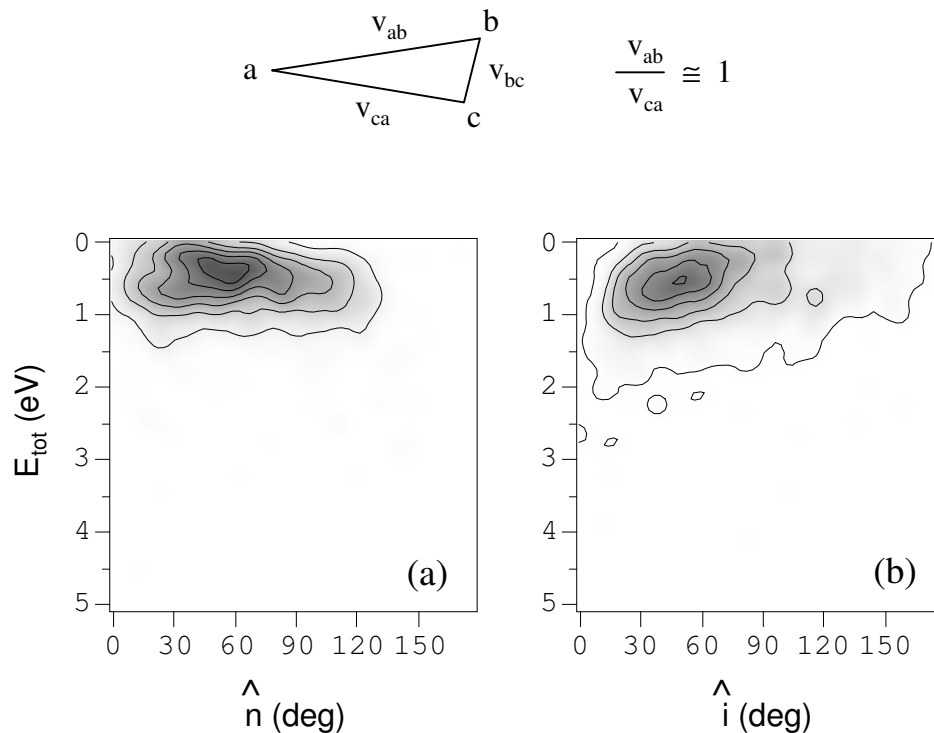 b
v_ab
a
v_bc
v_ca
c
v_ab / v_ca ≅ 1
E_tot (eV)
0
1
2
3
4
5
(a)
0 30 60 90 120 150
n̂ (deg)
0
1
2
3
4
5
(b)
0 30 60 90 120 150
î (deg)